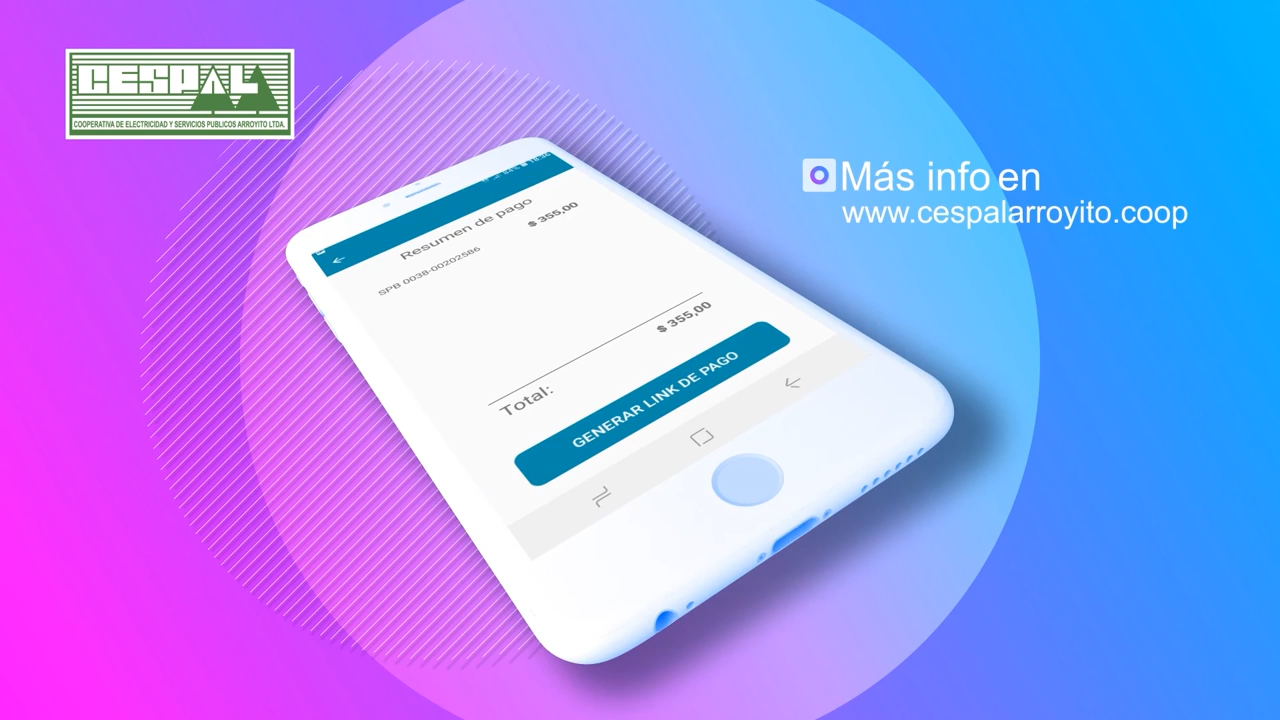 CESPAL
COOPERATIVA DE ELECTRICIDAD Y SERVICIOS PUBLICOS ARROYITO LTDA.
Más info en
www.cespalarroyito.coop
Resumen de pago
SPB 0038-00202586
$ 355,00
Total:
$ 355,00
GENERAR LINK DE PAGO